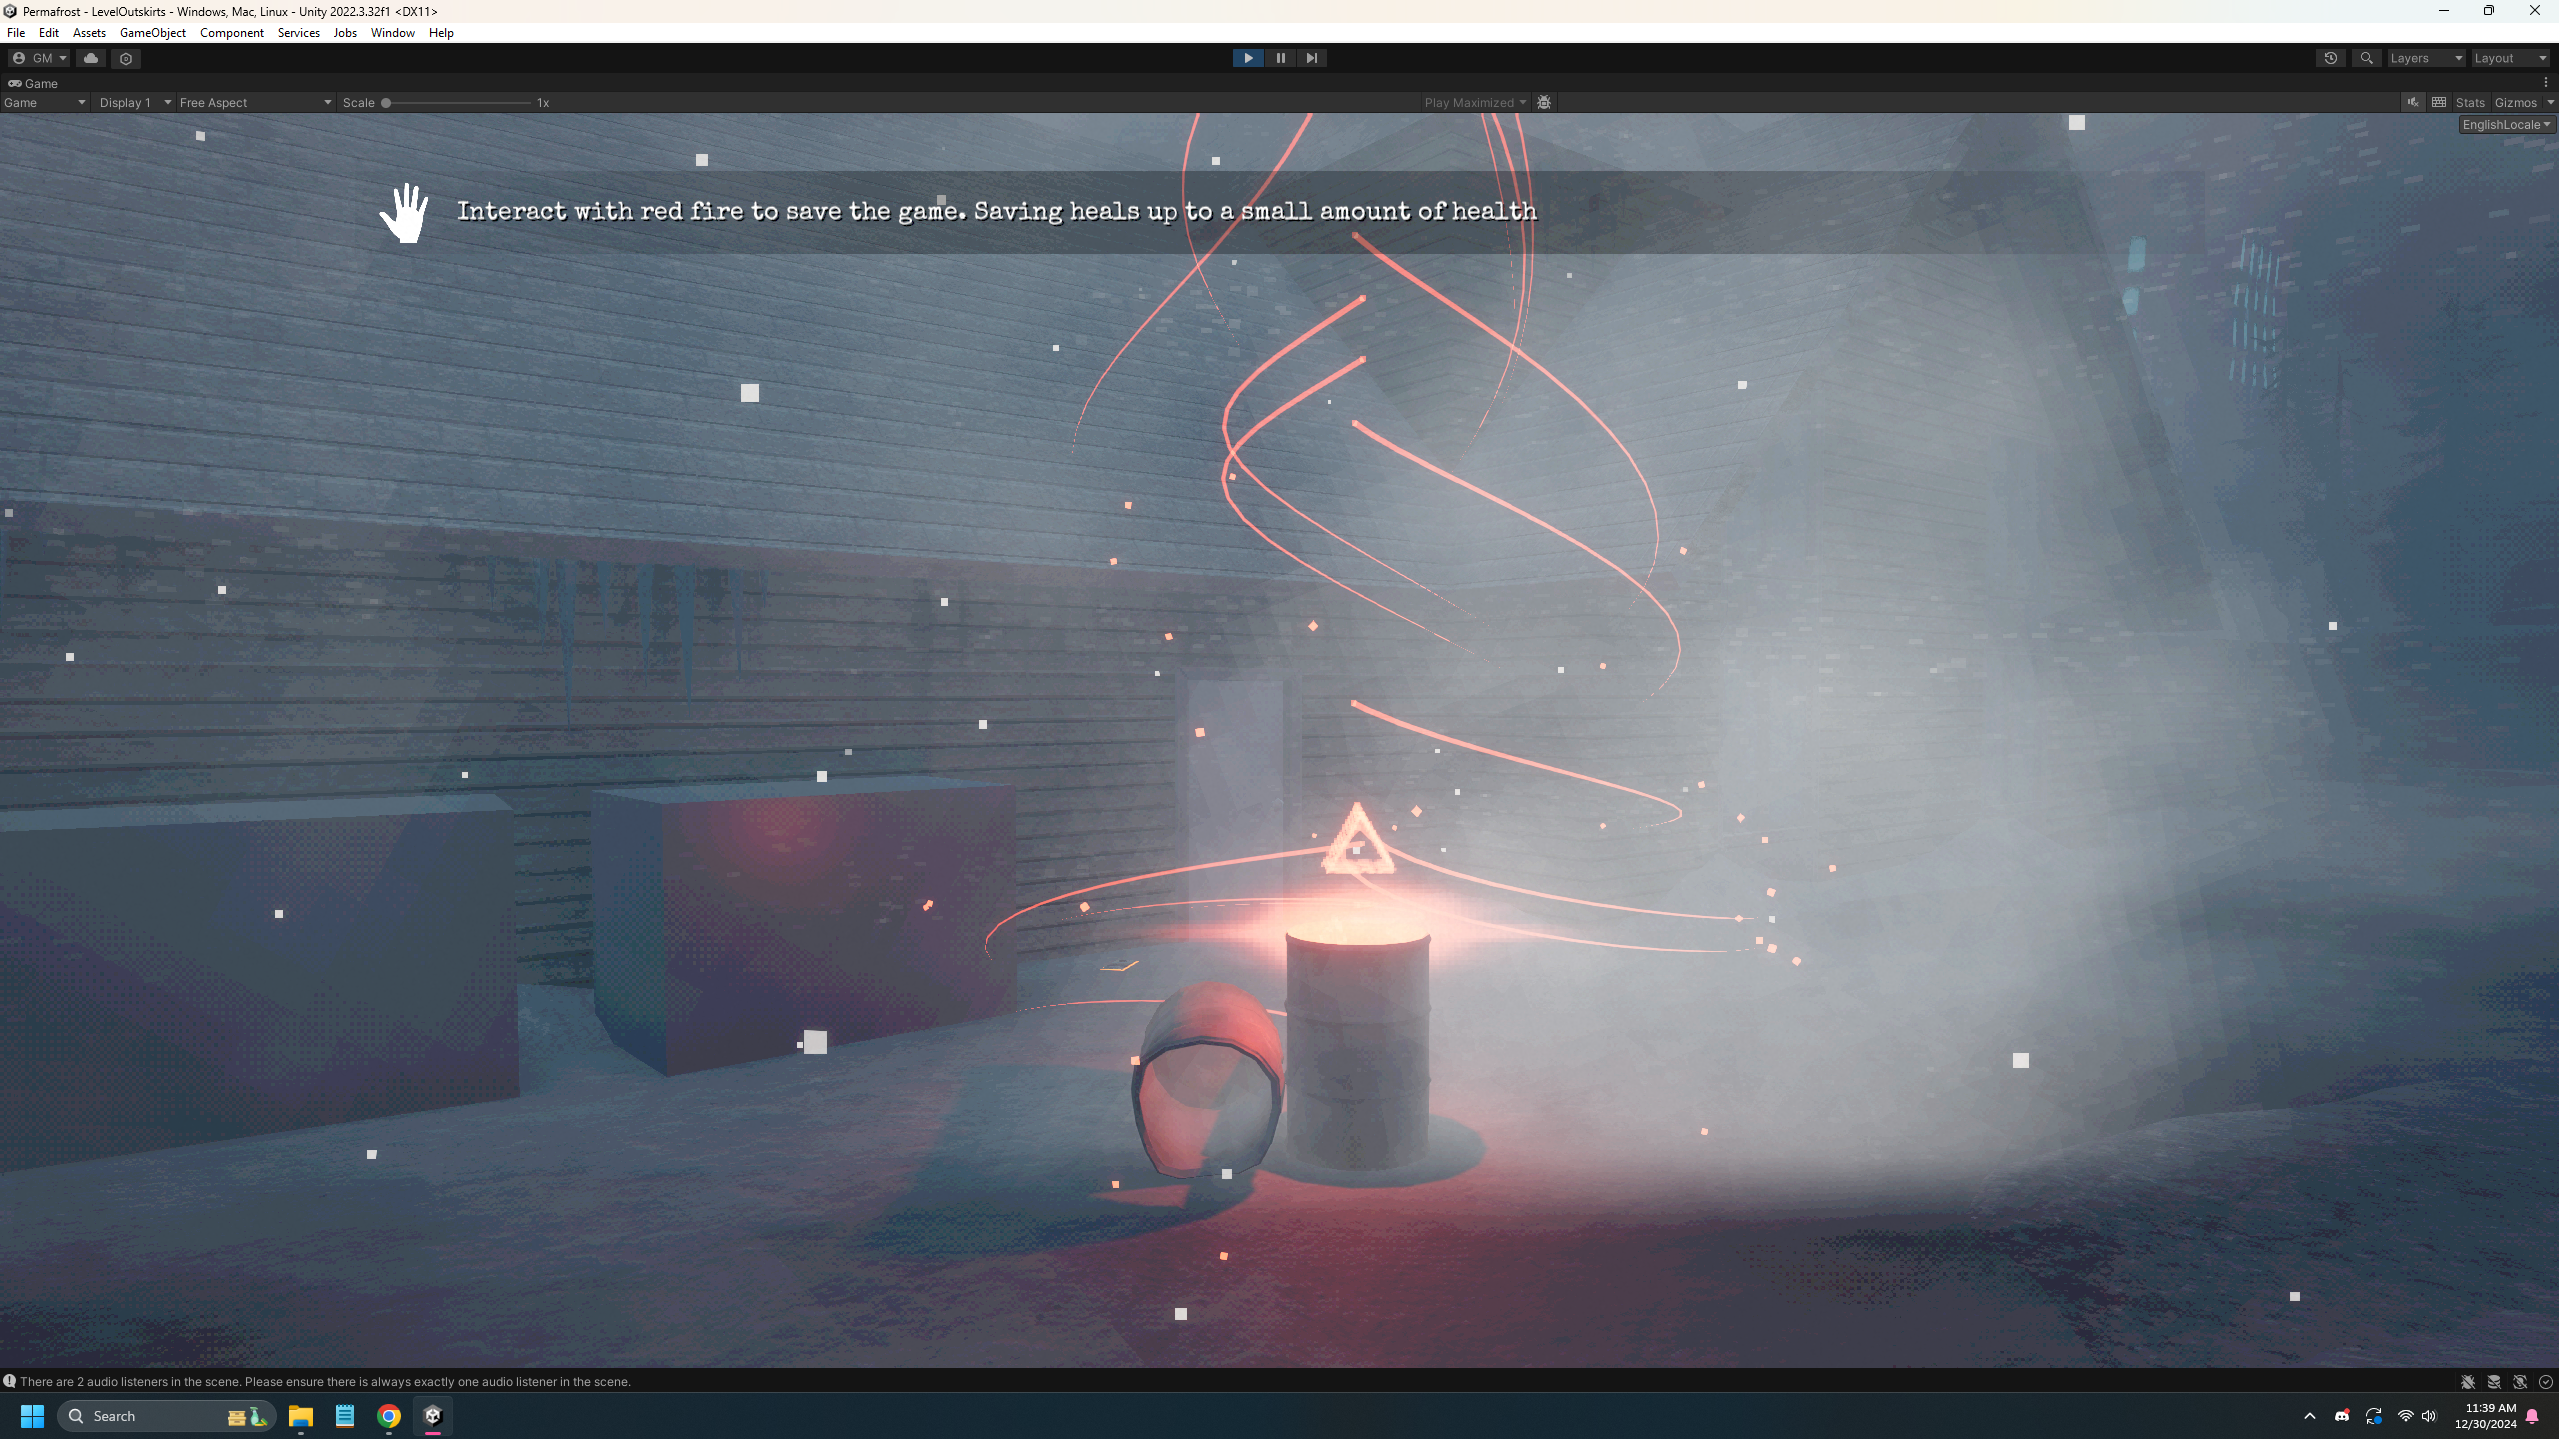 Permafrost - LevelOutskirts - Windows, Mac, Linux - Unity 2022.3.32f1 <DX11>
File Edit Assets GameObject Component Services Jobs Window Help
GM Layers Layout
Game
Game Display 1 Free Aspect Scale 1x Play Maximized Stats Gizmos
EnglishLocale
Interact with red fire to save the game. Saving heals up to a small amount of health
There are 2 audio listeners in the scene. Please ensure there is always exactly one audio listener in the scene.
Search
11:39 AM
12/30/2024